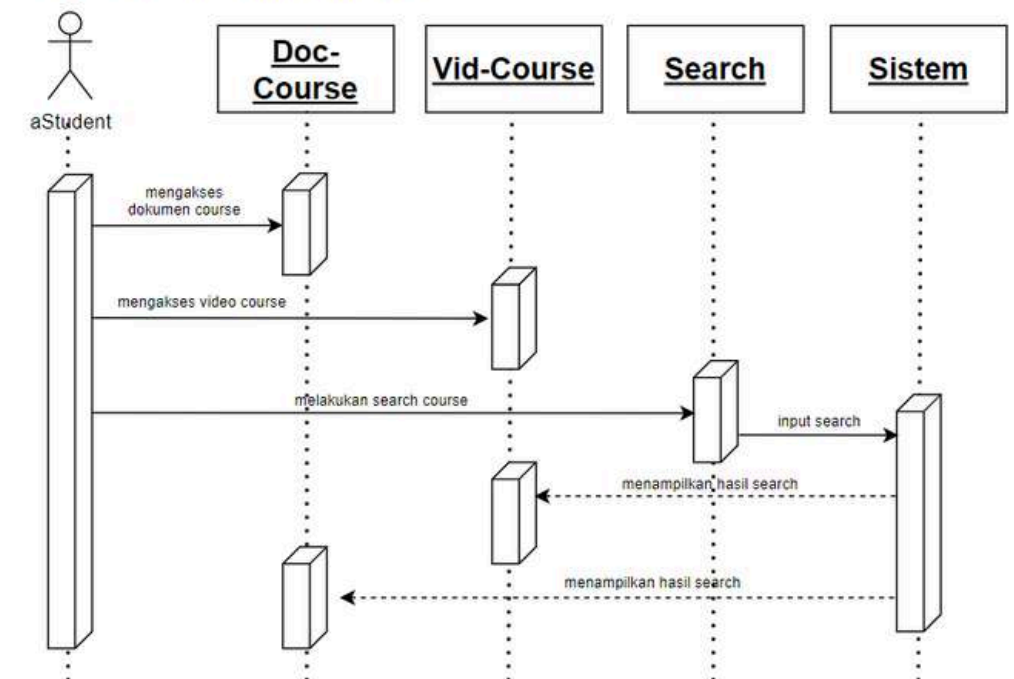 Doc-
Course
Vid-Course
Search
Sistem
aStudent
mengakses
dokumen course
mengakses video course
melakukan search course
input search
menampilkan hasil search
menampilkan hasil search